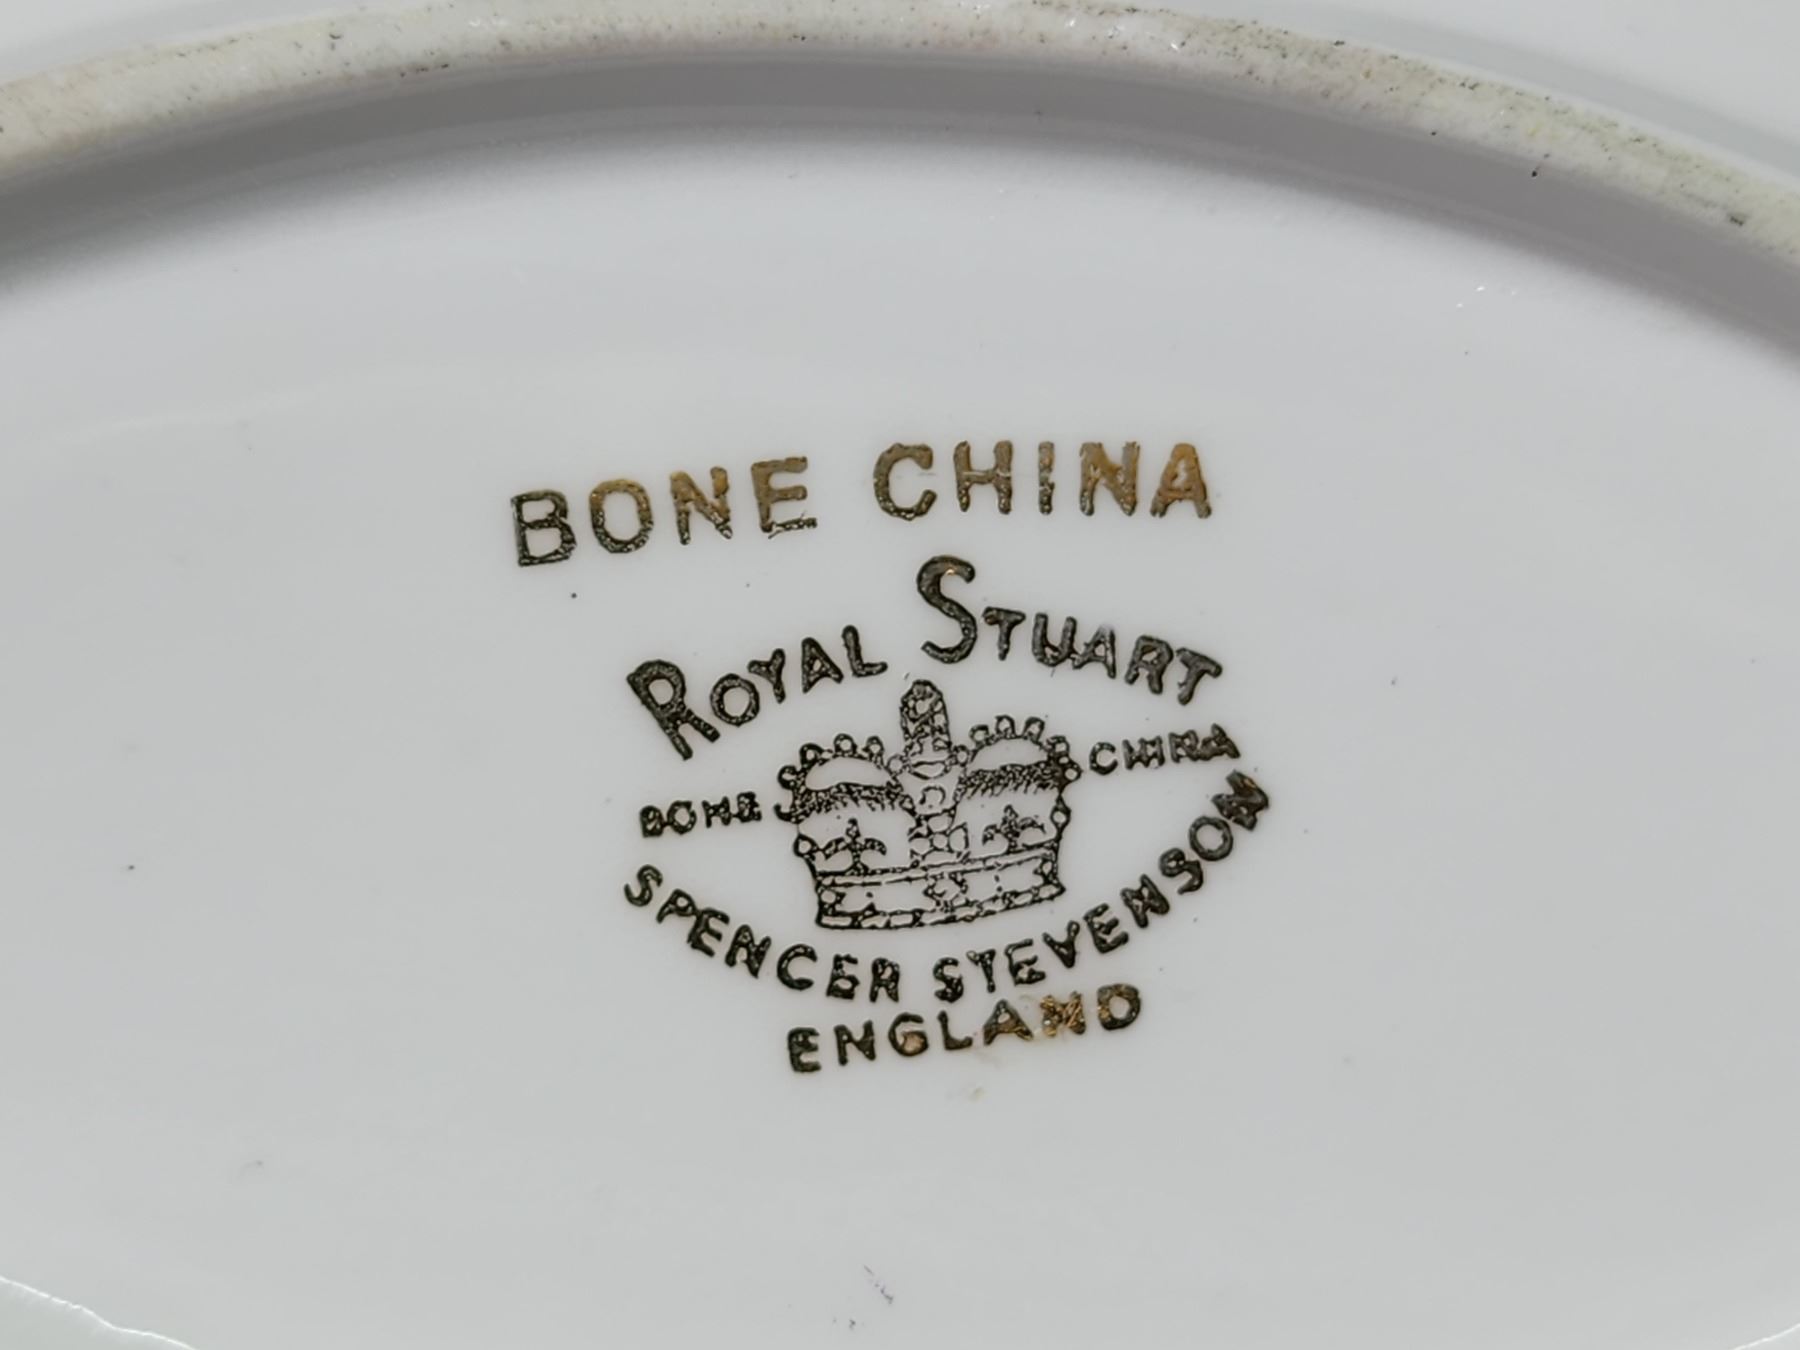 BONE CHINA
ROYAL STUART
BONE CHINA
SPENCER STEVENSON
ENGLAND